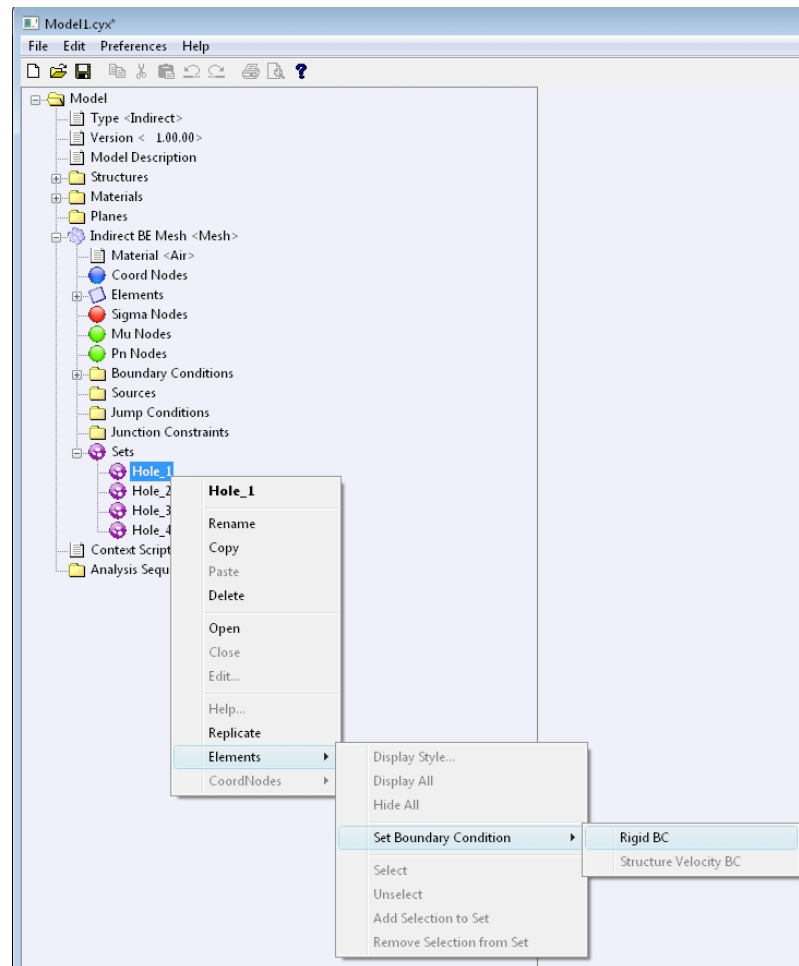 Model1.cyx*
File Edit Preferences Help
Model
Type <Indirect>
Version < 1.00.00>
Model Description
Structures
Materials
Planes
Indirect BE Mesh <Mesh>
Material <Air>
Coord Nodes
Elements
Sigma Nodes
Mu Nodes
Pn Nodes
Boundary Conditions
Sources
Jump Conditions
Junction Constraints
Sets
Hole_1
Hole_2
Hole_3
Hole_4
Context Script
Analysis Sequ
Hole_1
Rename
Copy
Paste
Delete
Open
Close
Edit...
Help...
Replicate
Elements
CoordNodes
Display Style...
Display All
Hide All
Set Boundary Condition
Select
Unselect
Add Selection to Set
Remove Selection from Set
Rigid BC
Structure Velocity BC